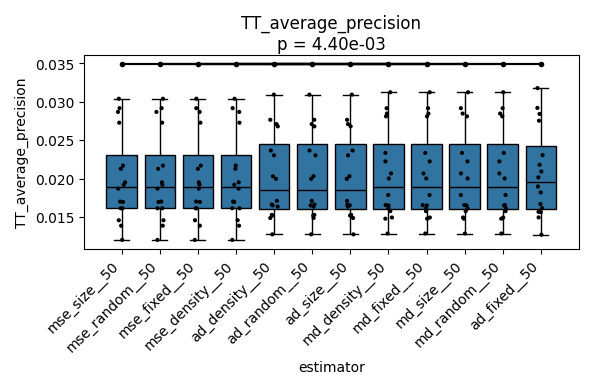 TT_average_precision
p = 4.40e-03
TT_average_precision
0.035
0.030
0.025
0.020
0.015
mse_size__50
mse_random__50
mse_fixed__50
mse_density__50
ad_density__50
ad_random__50
ad_size__50
md_density__50
md_fixed__50
md_size__50
md_random__50
ad_fixed__50
estimator